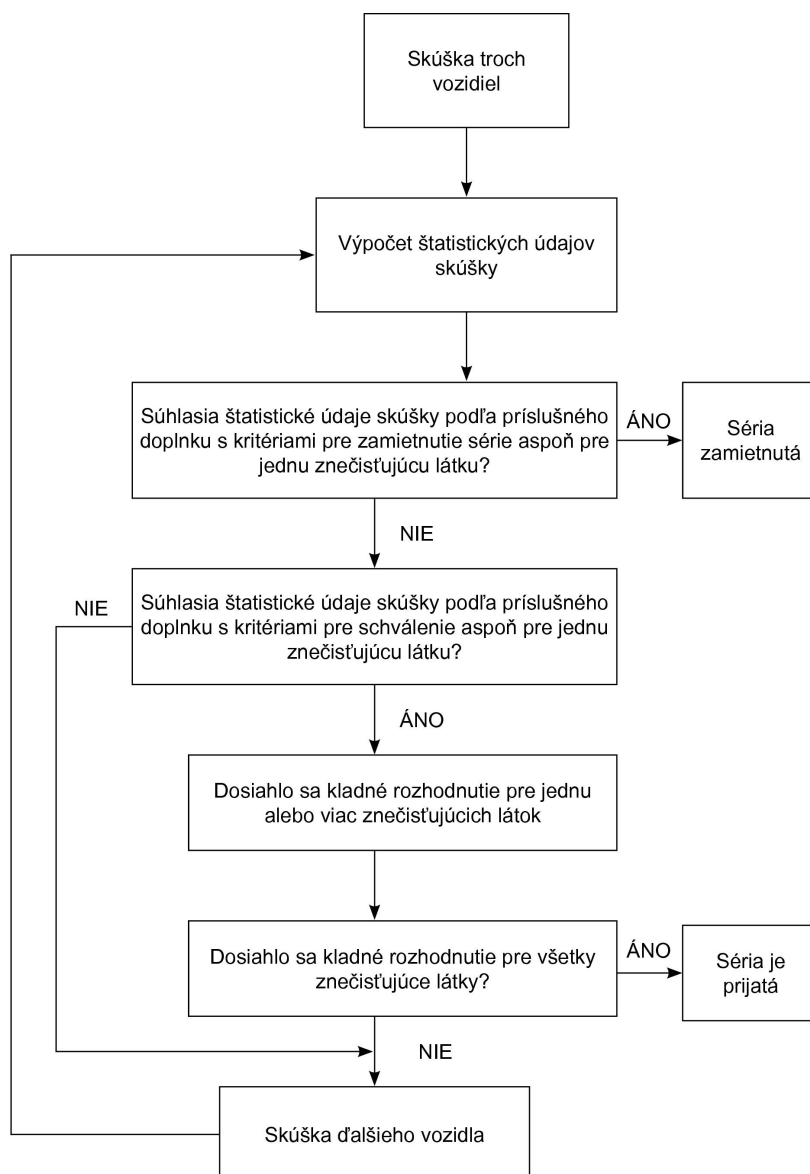 Skúška troch
vozidiel
Výpočet štatistických údajov
skúšky
Súhlasia štatistické údaje skúšky podľa príslušného
doplnku s kritériami pre zamietnutie série aspoň pre
jednu znečisťujúcu látku?
ÁNO
Séria
zamietnutá
NIE
NIE
Súhlasia štatistické údaje skúšky podľa príslušného
doplnku s kritériami pre schválenie aspoň pre jednu
znečisťujúcu látku?
ÁNO
Dosiahlo sa kladné rozhodnutie pre jednu
alebo viac znečisťujúcich látok
Dosiahlo sa kladné rozhodnutie pre všetky
znečisťujúce látky?
ÁNO
Séria je
prijatá
NIE
Skúška ďalšieho vozidla